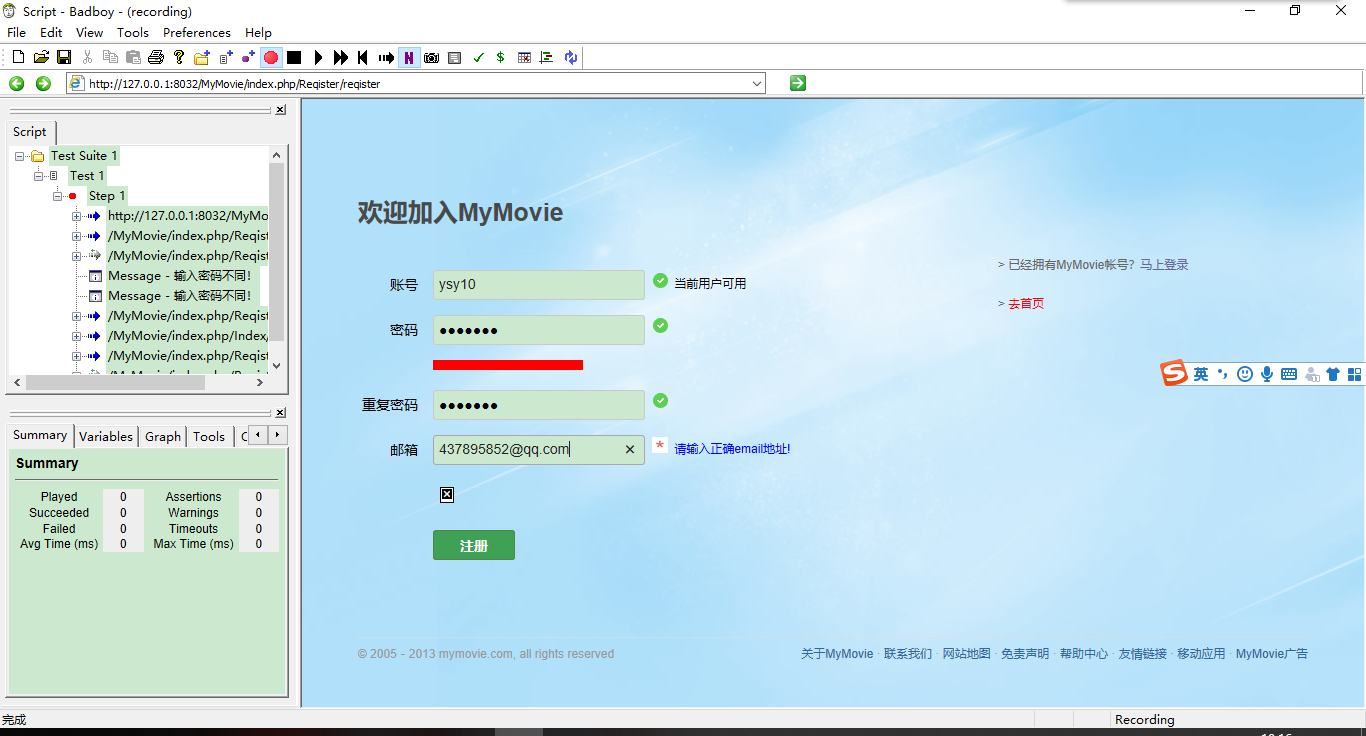 Script - Badboy - (recording)
File Edit View Tools Preferences Help
http://127.0.0.1:8032/MyMovie/index.php/Register/register
Script
Test Suite 1
Test 1
Step 1
http://127.0.0.1:8032/MyMo
/MyMovie/index.php/Regist
/MyMovie/index.php/Regist
Message - 输入密码不同!
Message - 输入密码不同!
/MyMovie/index.php/Regist
/MyMovie/index.php/Index/
/MyMovie/index.php/Regist
Summary Variables Graph Tools C
Summary
Played 0 Assertions 0
Succeeded 0 Warnings 0
Failed 0 Timeouts 0
Avg Time (ms) 0 Max Time (ms) 0
欢迎加入MyMovie
账号 ysy10 当前用户可用
密码 ●●●●●●●
重复密码 ●●●●●●●
邮箱 437895852@qq.com * 请输入正确email地址!
注册
> 已经拥有MyMovie帐号? 马上登录
> 去首页
英
© 2005 - 2013 mymovie.com, all rights reserved
关于MyMovie · 联系我们 · 网站地图 · 免责声明 · 帮助中心 · 友情链接 · 移动应用 · MyMovie广告
完成
Recording